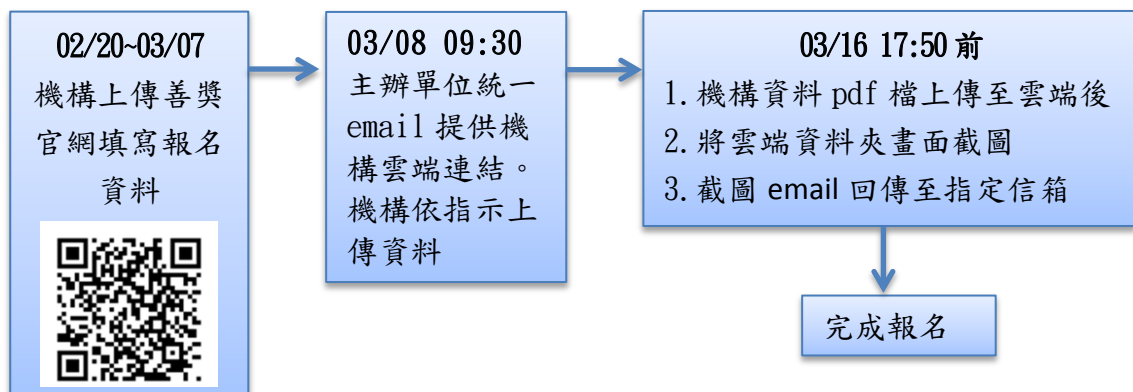 02/20~03/07
機構上傳善獎
官網填寫報名
資料
03/08 09:30
主辦單位統一
email 提供機
構雲端連結。
機構依指示上
傳資料
03/16 17:50 前
1. 機構資料 pdf 檔上傳至雲端後
2. 將雲端資料夾畫面截圖
3. 截圖 email 回傳至指定信箱
完成報名